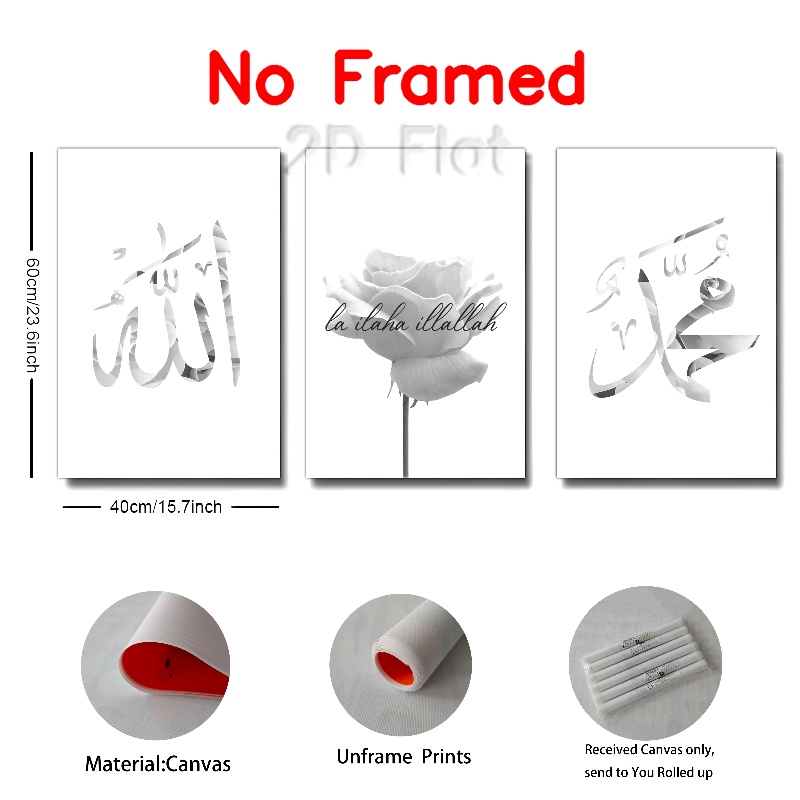 No Framed
2D Flat
الله
la ilaha illallah
محمد
60cm/23.6inch
40cm/15.7inch
Material:Canvas
Unframe Prints
Received Canvas only,
send to You Rolled up